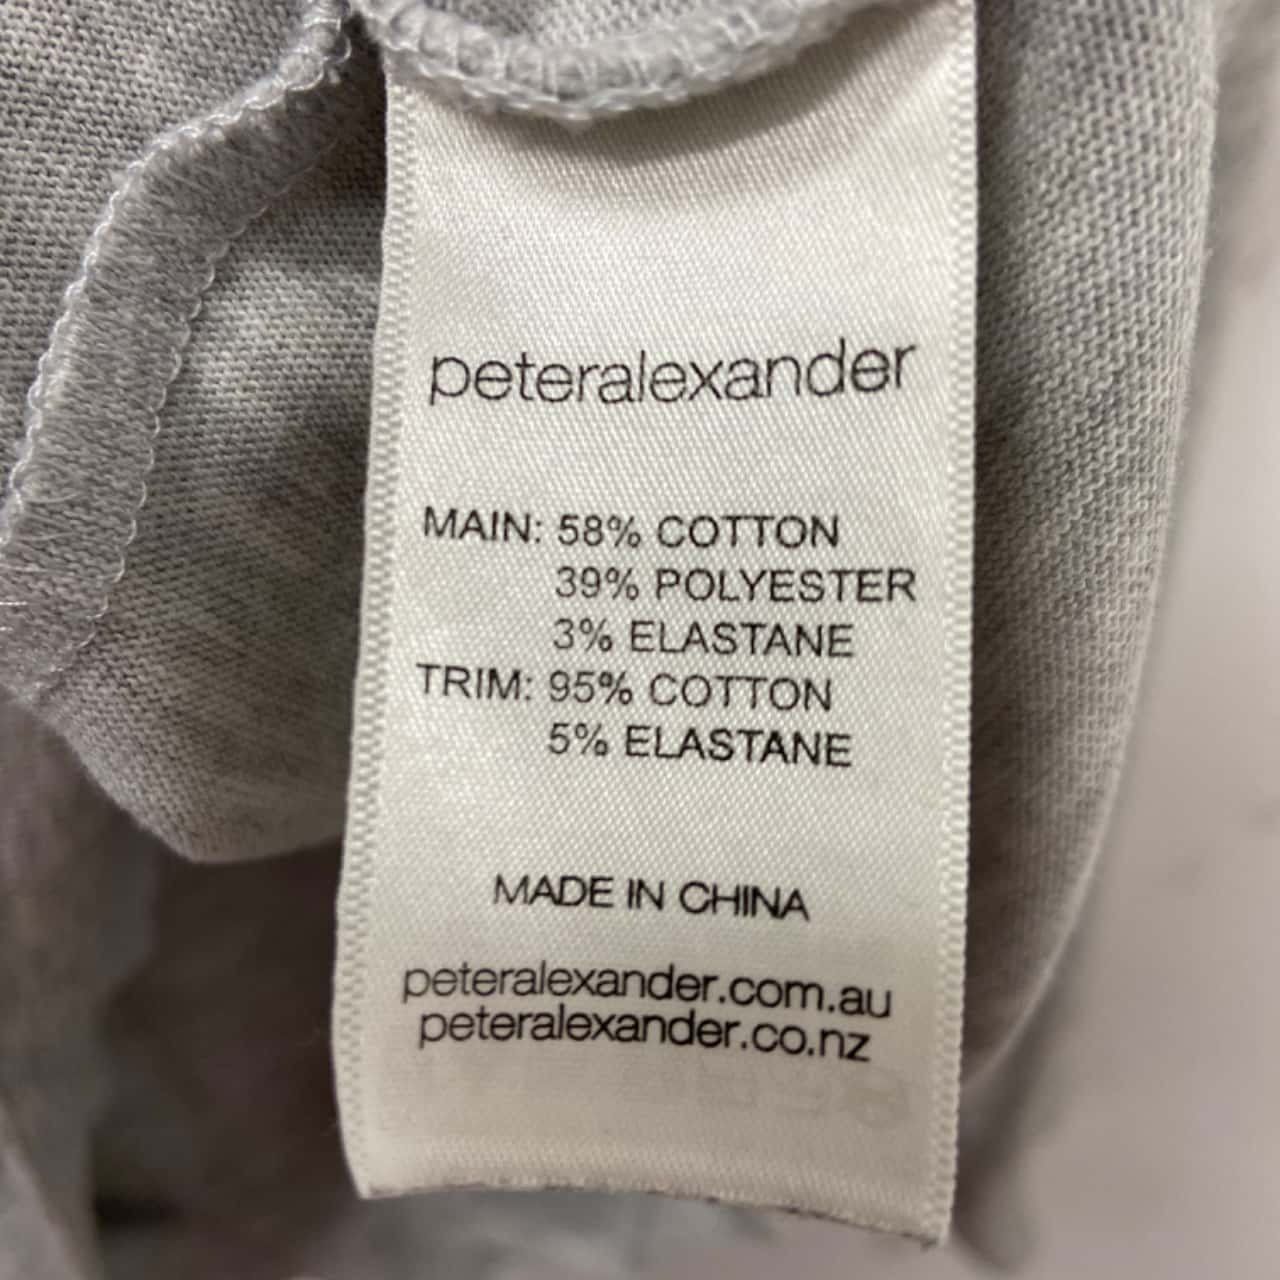 peteralexander
MAIN: 58% COTTON
39% POLYESTER
3% ELASTANE
TRIM: 95% COTTON
5% ELASTANE
MADE IN CHINA
peteralexander.com.au
peteralexander.co.nz